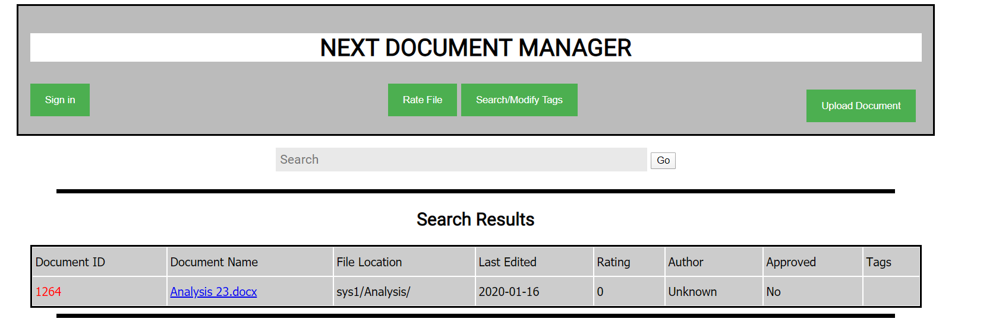 NEXT DOCUMENT MANAGER
Sign in
Rate File
Search/Modify Tags
Upload Document
Search
Go
Search Results
Document ID Document Name File Location Last Edited Rating Author Approved Tags
1264 Analysis 23.docx sys1/Analysis/ 2020-01-16 0 Unknown No